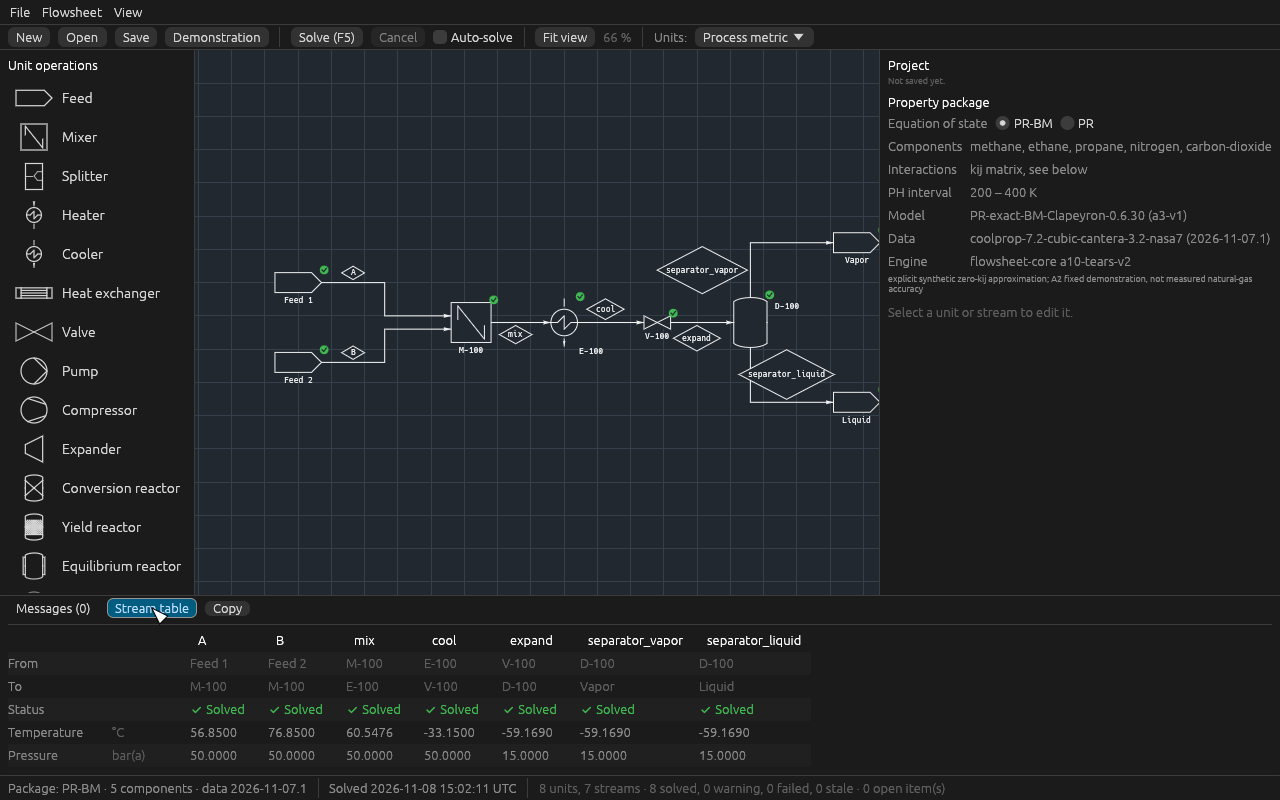 File Flowsheet View
New Open Save Demonstration Solve (F5) Cancel Auto-solve Fit view 66 % Units: Process metric
Unit operations
Feed
Mixer
Splitter
Heater
Cooler
Heat exchanger
Valve
Pump
Compressor
Expander
Conversion reactor
Yield reactor
Equilibrium reactor
Feed 1
A
Feed 2
B
M-100
mix
E-100
cool
V-100
expand
separator_vapor
D-100
separator_liquid
Vapor
Liquid
Project
Not saved yet.
Property package
Equation of state PR-BM PR
Components methane, ethane, propane, nitrogen, carbon-dioxide
Interactions kij matrix, see below
PH interval 200 – 400 K
Model PR-exact-BM-Clapeyron-0.6.30 (a3-v1)
Data coolprop-7.2-cubic-cantera-3.2-nasa7 (2026-11-07.1)
Engine flowsheet-core a10-tears-v2
explicit synthetic zero-kij approximation; A2 fixed demonstration, not measured natural-gas
accuracy
Select a unit or stream to edit it.
Messages (0) Stream table Copy
A B mix cool expand separator_vapor separator_liquid
From Feed 1 Feed 2 M-100 E-100 V-100 D-100 D-100
To M-100 M-100 E-100 V-100 D-100 Vapor Liquid
Status ✓ Solved ✓ Solved ✓ Solved ✓ Solved ✓ Solved ✓ Solved ✓ Solved
Temperature °C 56.8500 76.8500 60.5476 -33.1500 -59.1690 -59.1690 -59.1690
Pressure bar(a) 50.0000 50.0000 50.0000 50.0000 15.0000 15.0000 15.0000
Package: PR-BM · 5 components · data 2026-11-07.1 Solved 2026-11-08 15:02:11 UTC 8 units, 7 streams · 8 solved, 0 warning, 0 failed, 0 stale · 0 open item(s)